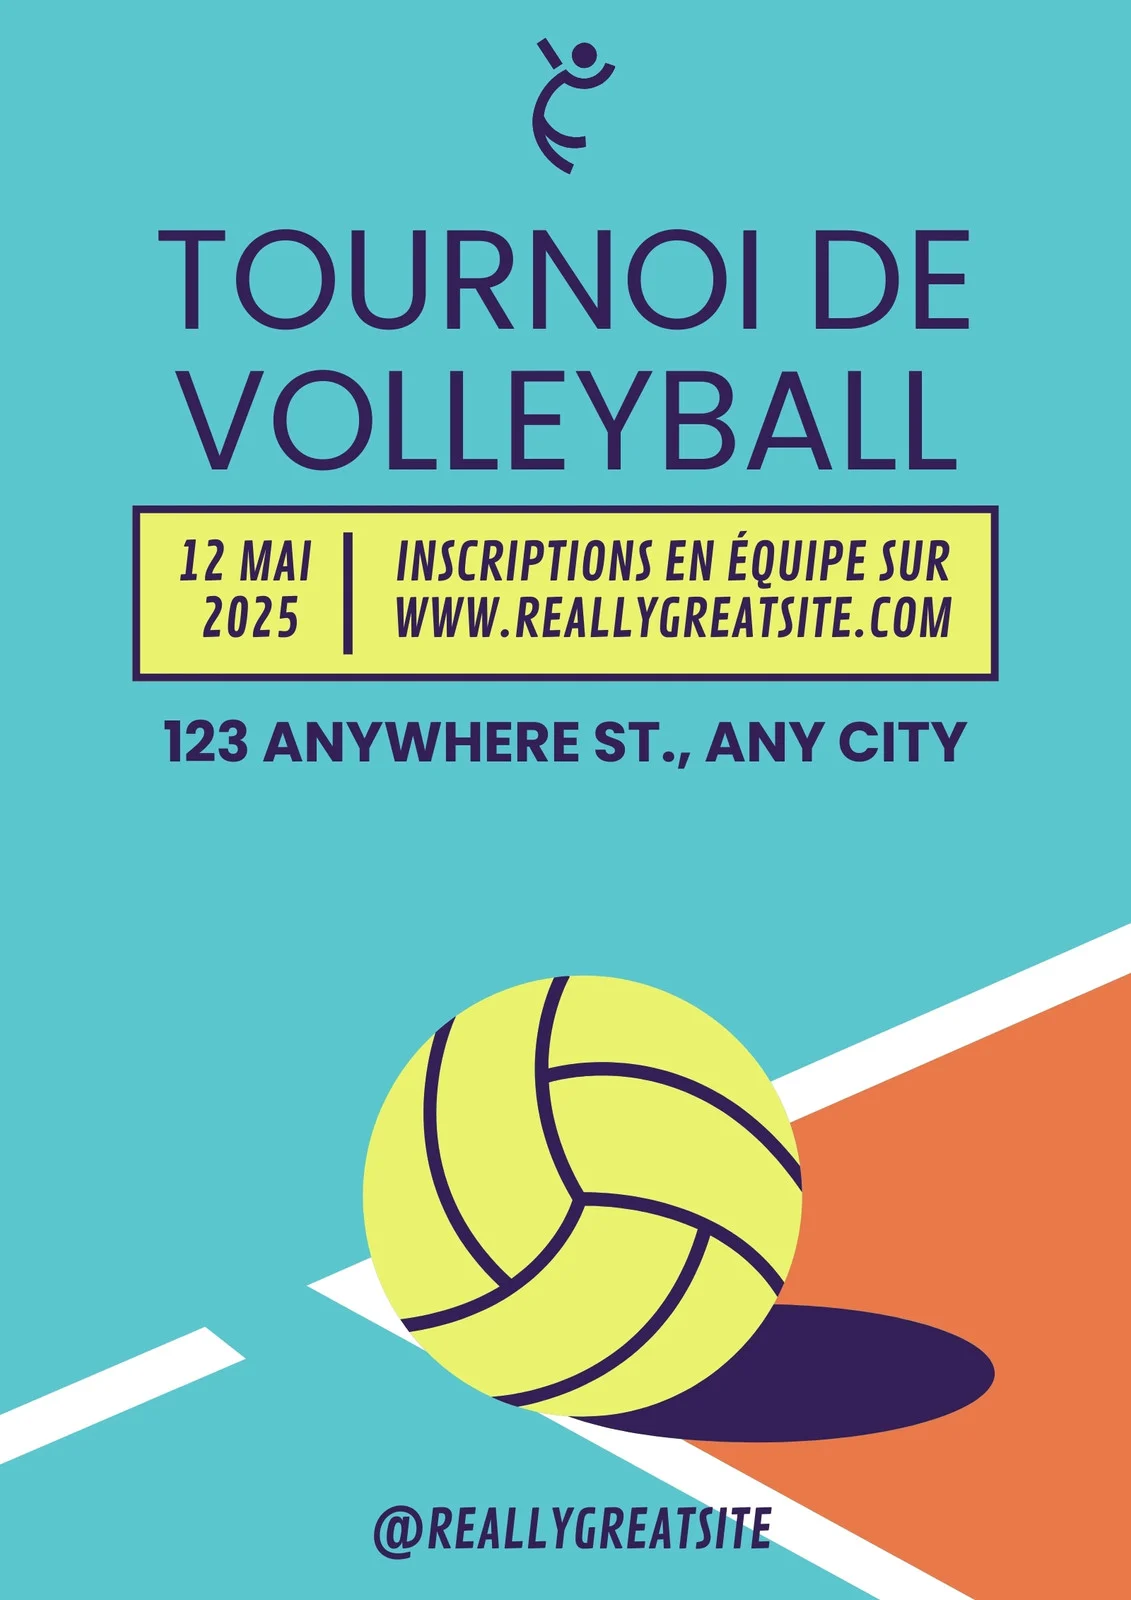 TOURNOI DE
VOLLEYBALL
12 MAI
2025
INSCRIPTIONS EN ÉQUIPE SUR
WWW.REALLYGREATSITE.COM
123 ANYWHERE ST., ANY CITY
@REALLYGREATSITE